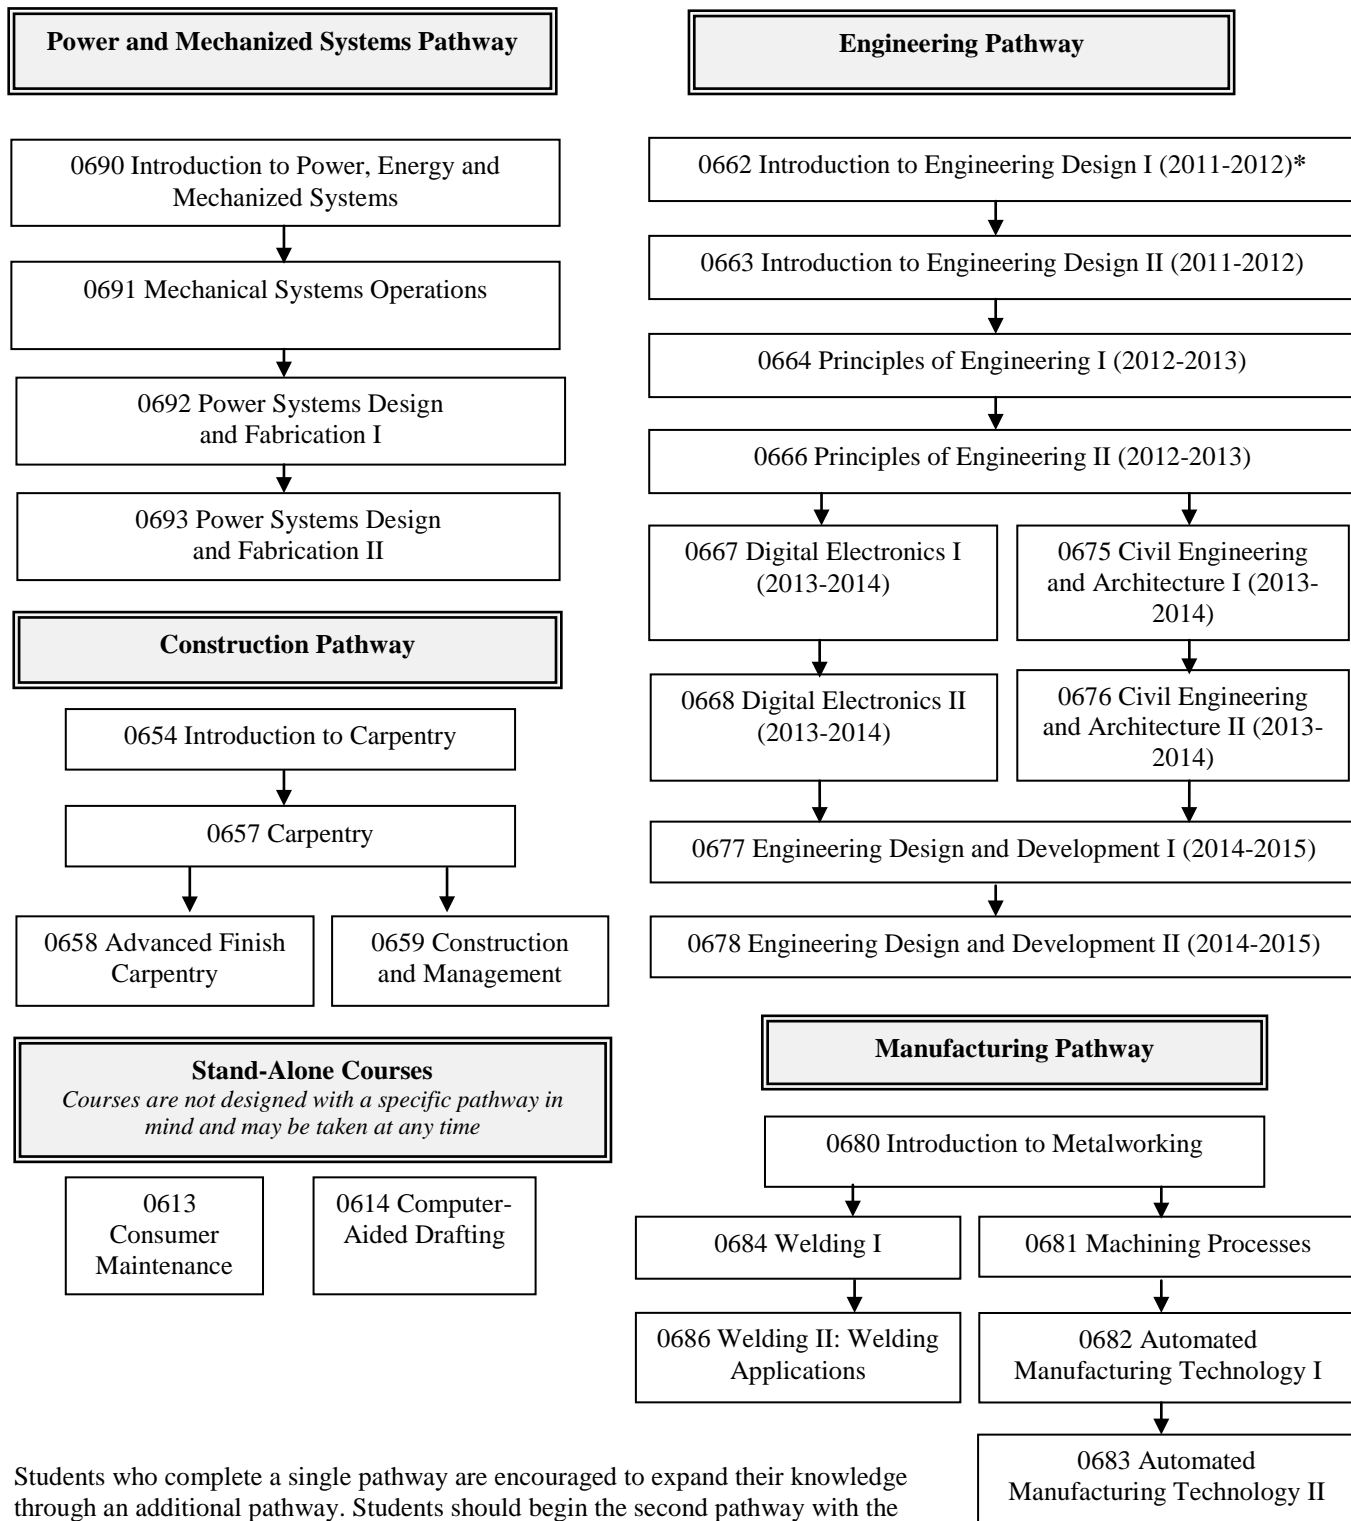 Power and Mechanized Systems Pathway
0690 Introduction to Power, Energy and
Mechanized Systems
0691 Mechanical Systems Operations
0692 Power Systems Design
and Fabrication I
0693 Power Systems Design
and Fabrication II
Construction Pathway
0654 Introduction to Carpentry
0657 Carpentry
0658 Advanced Finish
Carpentry
0659 Construction
and Management
Stand-Alone Courses
Courses are not designed with a specific pathway in
mind and may be taken at any time
0613
Consumer
Maintenance
0614 Computer-
Aided Drafting
Engineering Pathway
0662 Introduction to Engineering Design I (2011-2012)*
0663 Introduction to Engineering Design II (2011-2012)
0664 Principles of Engineering I (2012-2013)
0666 Principles of Engineering II (2012-2013)
0667 Digital Electronics I
(2013-2014)
0675 Civil Engineering
and Architecture I (2013-
2014)
0668 Digital Electronics II
(2013-2014)
0676 Civil Engineering
and Architecture II (2013-
2014)
0677 Engineering Design and Development I (2014-2015)
0678 Engineering Design and Development II (2014-2015)
Manufacturing Pathway
0680 Introduction to Metalworking
0684 Welding I
0681 Machining Processes
0686 Welding II: Welding
Applications
0682 Automated
Manufacturing Technology I
0683 Automated
Manufacturing Technology II
Students who complete a single pathway are encouraged to expand their knowledge
through an additional pathway. Students should begin the second pathway with the